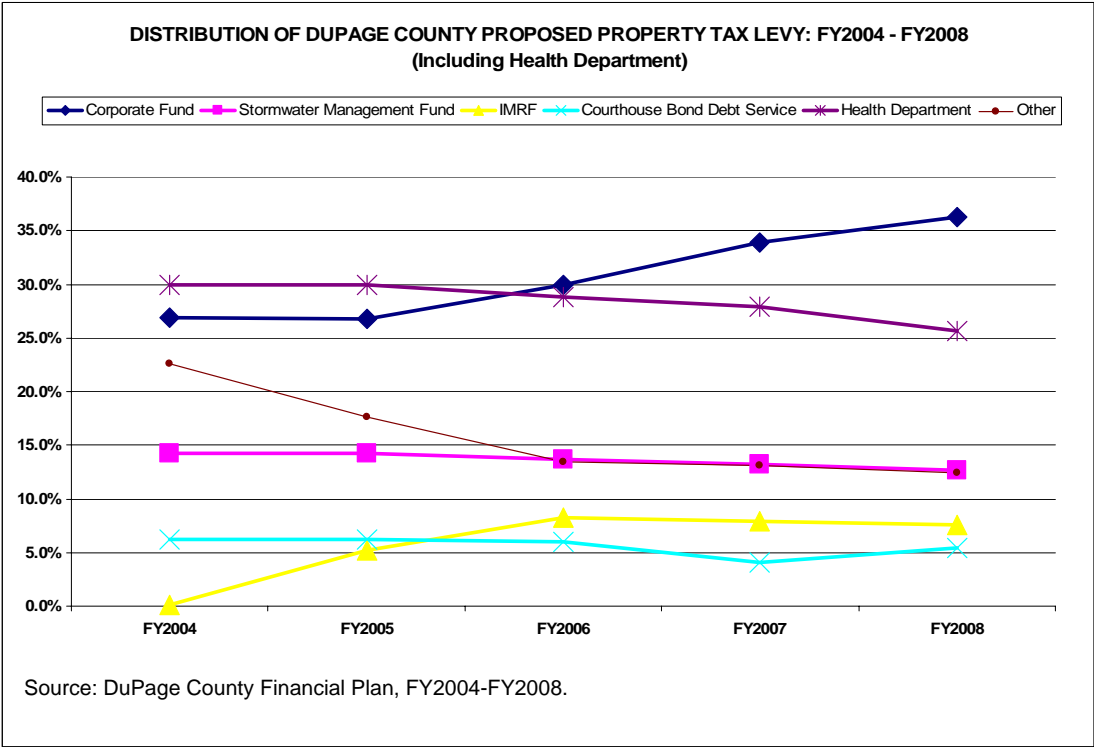 DISTRIBUTION OF DUPAGE COUNTY PROPOSED PROPERTY TAX LEVY: FY2004 - FY2008
(Including Health Department)
Corporate Fund Stormwater Management Fund IMRF Courthouse Bond Debt Service Health Department Other
40.0%
35.0%
30.0%
25.0%
20.0%
15.0%
10.0%
5.0%
0.0%
FY2004 FY2005 FY2006 FY2007 FY2008
Source: DuPage County Financial Plan, FY2004-FY2008.